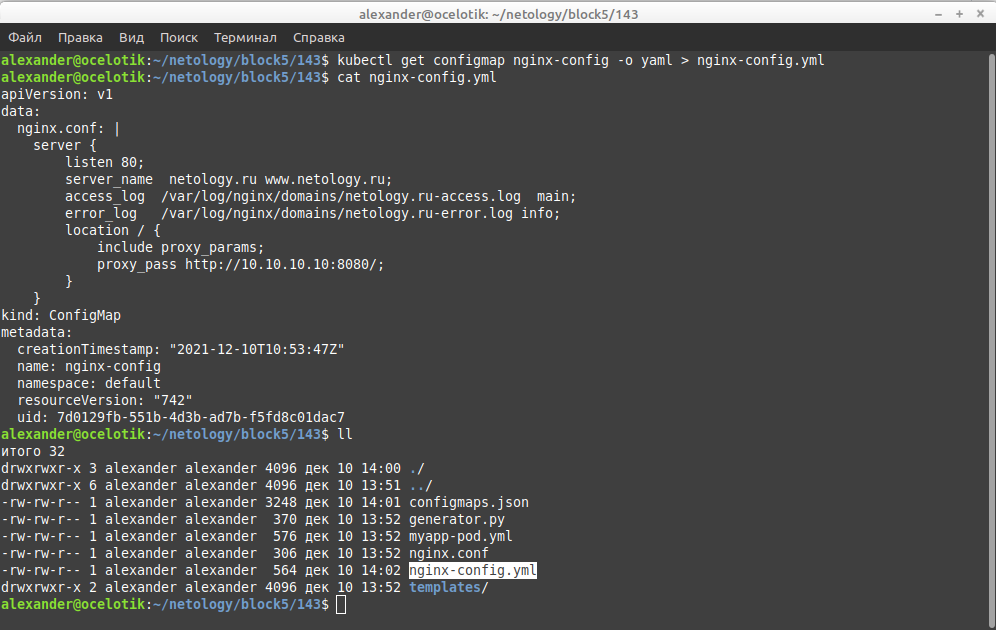 alexander@ocelotik: ~/netology/block5/143
Файл Правка Вид Поиск Терминал Справка
alexander@ocelotik:~/netology/block5/143$ kubectl get configmap nginx-config -o yaml > nginx-config.yml
alexander@ocelotik:~/netology/block5/143$ cat nginx-config.yml
apiVersion: v1
data:
  nginx.conf: |
    server {
        listen 80;
        server_name  netology.ru www.netology.ru;
        access_log  /var/log/nginx/domains/netology.ru-access.log  main;
        error_log   /var/log/nginx/domains/netology.ru-error.log info;
        location / {
            include proxy_params;
            proxy_pass http://10.10.10.10:8080/;
        }
    }
kind: ConfigMap
metadata:
  creationTimestamp: "2021-12-10T10:53:47Z"
  name: nginx-config
  namespace: default
  resourceVersion: "742"
  uid: 7d0129fb-551b-4d3b-ad7b-f5fd8c01dac7
alexander@ocelotik:~/netology/block5/143$ ll
итого 32
drwxrwxr-x 3 alexander alexander 4096 дек 10 14:00 ./
drwxrwxr-x 6 alexander alexander 4096 дек 10 13:51 ../
-rw-rw-r-- 1 alexander alexander 3248 дек 10 14:01 configmaps.json
-rw-rw-r-- 1 alexander alexander  370 дек 10 13:52 generator.py
-rw-rw-r-- 1 alexander alexander  576 дек 10 13:52 myapp-pod.yml
-rw-rw-r-- 1 alexander alexander  306 дек 10 13:52 nginx.conf
-rw-rw-r-- 1 alexander alexander  564 дек 10 14:02 nginx-config.yml
drwxrwxr-x 2 alexander alexander 4096 дек 10 13:52 templates/
alexander@ocelotik:~/netology/block5/143$